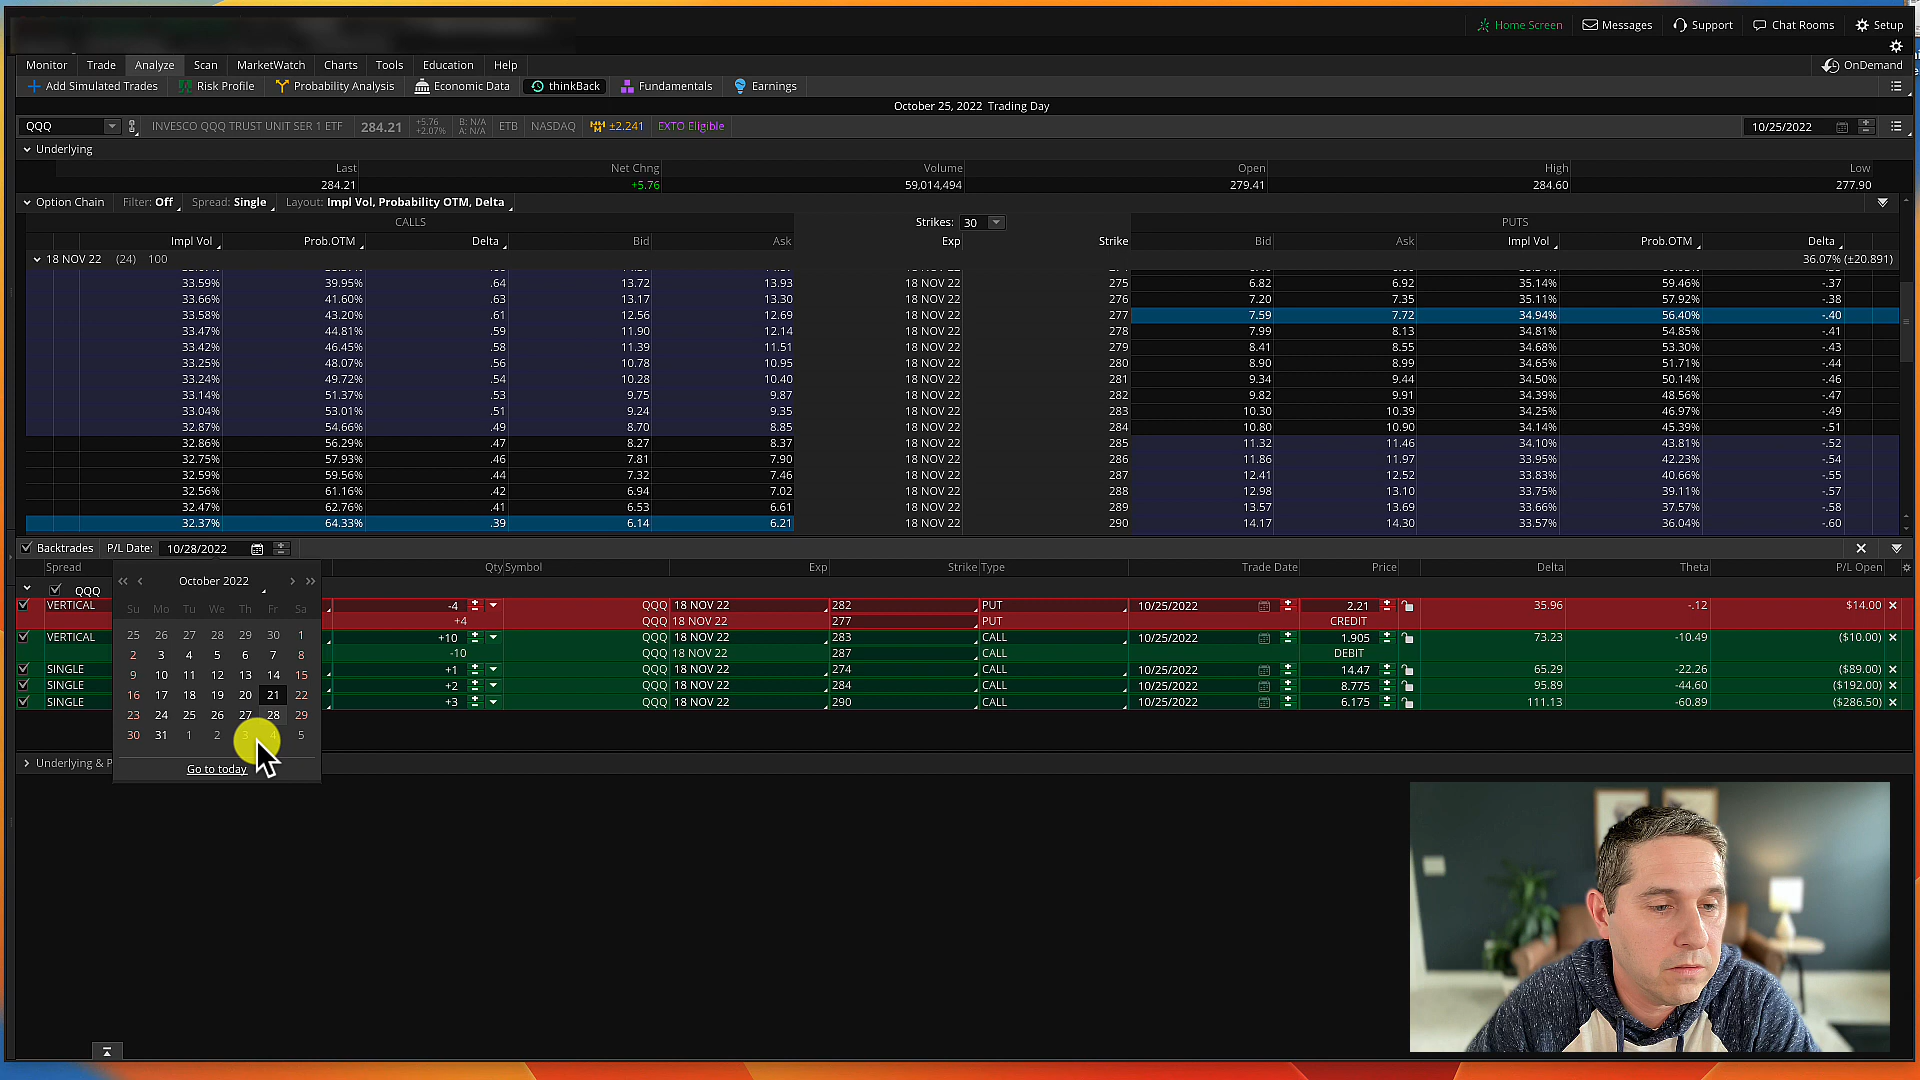 Home Screen Messages Support Chat Rooms Setup
Monitor Trade Analyze Scan MarketWatch Charts Tools Education Help OnDemand
Add Simulated Trades Risk Profile Probability Analysis Economic Data thinkBack Fundamentals Earnings
October 25, 2022 Trading Day
QQQ INVESCO QQQ TRUST UNIT SER 1 ETF 284.21 +5.76 +2.07% B: N/A A: N/A ETB NASDAQ ±2.241 EXTO Eligible 10/25/2022
Underlying
Last Net Chng Volume Open High Low
284.21 +5.76 59,014,494 279.41 284.60 277.90
Option Chain Filter: Off Spread: Single Layout: Impl Vol, Probability OTM, Delta
CALLS Strikes: 30 PUTS
Impl Vol Prob.OTM Delta Bid Ask Exp Strike Bid Ask Impl Vol Prob.OTM Delta
18 NOV 22 (24) 100 36.07% (±20.891)
33.59% 39.95% .64 13.72 13.93 18 NOV 22 275 6.82 6.92 35.14% 59.46% -.37
33.66% 41.60% .63 13.17 13.30 18 NOV 22 276 7.20 7.35 35.11% 57.92% -.38
33.58% 43.20% .61 12.56 12.69 18 NOV 22 277 7.59 7.72 34.94% 56.40% -.40
33.47% 44.81% .59 11.90 12.14 18 NOV 22 278 7.99 8.13 34.81% 54.85% -.41
33.42% 46.45% .58 11.39 11.51 18 NOV 22 279 8.41 8.55 34.68% 53.30% -.43
33.25% 48.07% .56 10.78 10.95 18 NOV 22 280 8.90 8.99 34.65% 51.71% -.44
33.24% 49.72% .54 10.28 10.40 18 NOV 22 281 9.34 9.44 34.50% 50.14% -.46
33.14% 51.37% .53 9.75 9.87 18 NOV 22 282 9.82 9.91 34.39% 48.56% -.47
33.04% 53.01% .51 9.24 9.35 18 NOV 22 283 10.30 10.39 34.25% 46.97% -.49
32.87% 54.66% .49 8.70 8.85 18 NOV 22 284 10.80 10.90 34.14% 45.39% -.51
32.86% 56.29% .47 8.27 8.37 18 NOV 22 285 11.32 11.46 34.10% 43.81% -.52
32.75% 57.93% .46 7.81 7.90 18 NOV 22 286 11.86 11.97 33.95% 42.23% -.54
32.59% 59.56% .44 7.32 7.46 18 NOV 22 287 12.41 12.52 33.83% 40.66% -.55
32.56% 61.16% .42 6.94 7.02 18 NOV 22 288 12.98 13.10 33.75% 39.11% -.57
32.47% 62.76% .41 6.53 6.61 18 NOV 22 289 13.57 13.69 33.66% 37.57% -.58
32.37% 64.33% .39 6.14 6.21 18 NOV 22 290 14.17 14.30 33.57% 36.04% -.60
Backtrades P/L Date: 10/28/2022
Spread Qty Symbol Exp Strike Type Trade Date Price Delta Theta P/L Open
QQQ
VERTICAL -4 QQQ 18 NOV 22 282 PUT 10/25/2022 2.21 35.96 -.12 $14.00
+4 QQQ 18 NOV 22 277 PUT CREDIT
VERTICAL +10 QQQ 18 NOV 22 283 CALL 10/25/2022 1.905 73.23 -10.49 ($10.00)
-10 QQQ 18 NOV 22 287 CALL DEBIT
SINGLE +1 QQQ 18 NOV 22 274 CALL 10/25/2022 14.47 65.29 -22.26 ($89.00)
SINGLE +2 QQQ 18 NOV 22 284 CALL 10/25/2022 8.775 95.89 -44.60 ($192.00)
SINGLE +3 QQQ 18 NOV 22 290 CALL 10/25/2022 6.175 111.13 -60.89 ($286.50)
October 2022
Su Mo Tu We Th Fr Sa
25 26 27 28 29 30 1
2 3 4 5 6 7 8
9 10 11 12 13 14 15
16 17 18 19 20 21 22
23 24 25 26 27 28 29
30 31 1 2 3 4 5
Go to today
Underlying & P